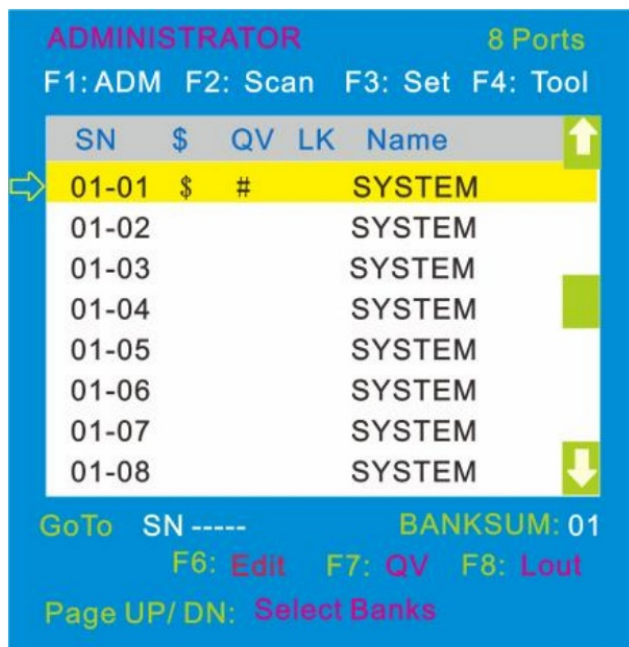 ADMINISTRATOR 8 Ports
F1: ADM F2: Scan F3: Set F4: Tool
SN $ QV LK Name
01-01 $ # SYSTEM
01-02 SYSTEM
01-03 SYSTEM
01-04 SYSTEM
01-05 SYSTEM
01-06 SYSTEM
01-07 SYSTEM
01-08 SYSTEM
GoTo SN ----- BANKSUM: 01
F6: Edit F7: QV F8: Lout
Page UP/ DN: Select Banks